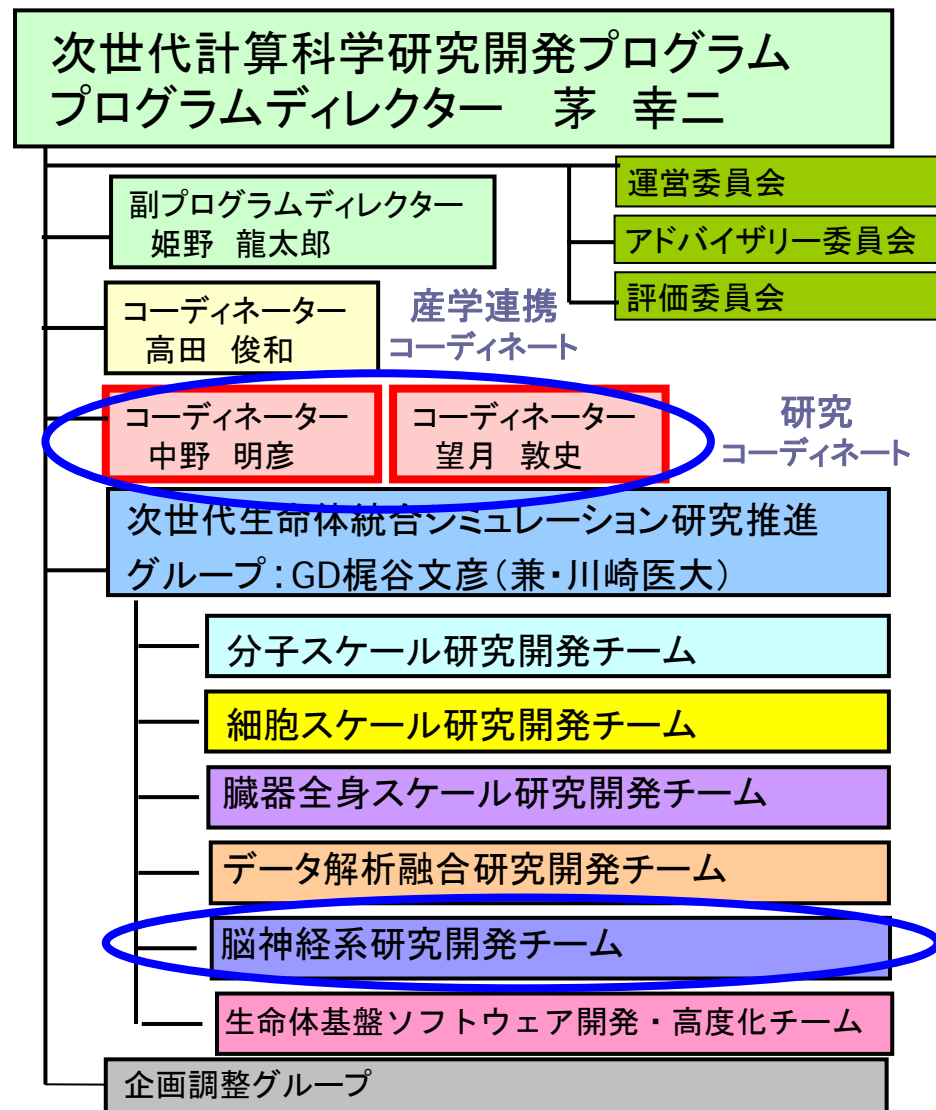 次世代計算科学研究開発プログラム
プログラムディレクター 茅 幸二
運営委員会
副プログラムディレクター
姫野 龍太郎
アドバイザリー委員会
評価委員会
コーディネーター
高田 俊和
産学連携
コーディネート
コーディネーター
中野 明彦
コーディネーター
望月 敦史
研究
コーディネート
次世代生命体統合シミュレーション研究推進
グループ:GD梶谷文彦(兼・川崎医大)
分子スケール研究開発チーム
細胞スケール研究開発チーム
臓器全身スケール研究開発チーム
データ解析融合研究開発チーム
脳神経系研究開発チーム
生命体基盤ソフトウェア開発・高度化チーム
企画調整グループ